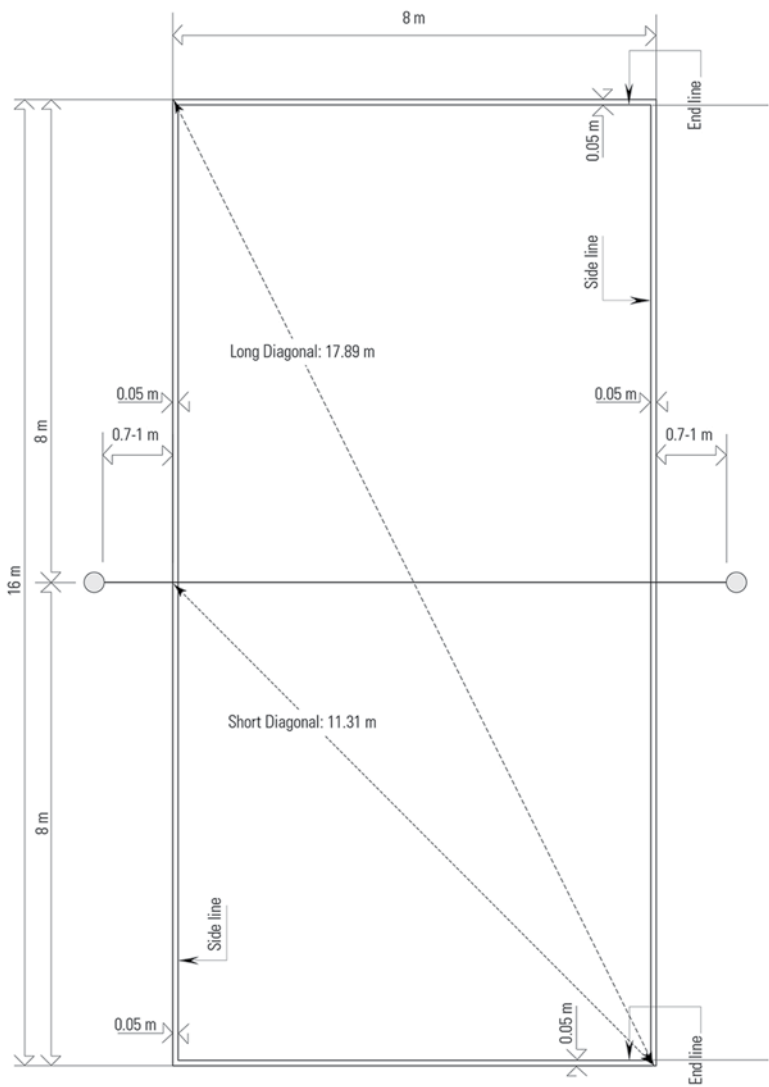 8 m
End line
0.05 m
Side line
Long Diagonal: 17.89 m
0.05 m
0.05 m
0.7-1 m
0.7-1 m
8 m
16 m
Short Diagonal: 11.31 m
8 m
Side line
0.05 m
0.05 m
End line